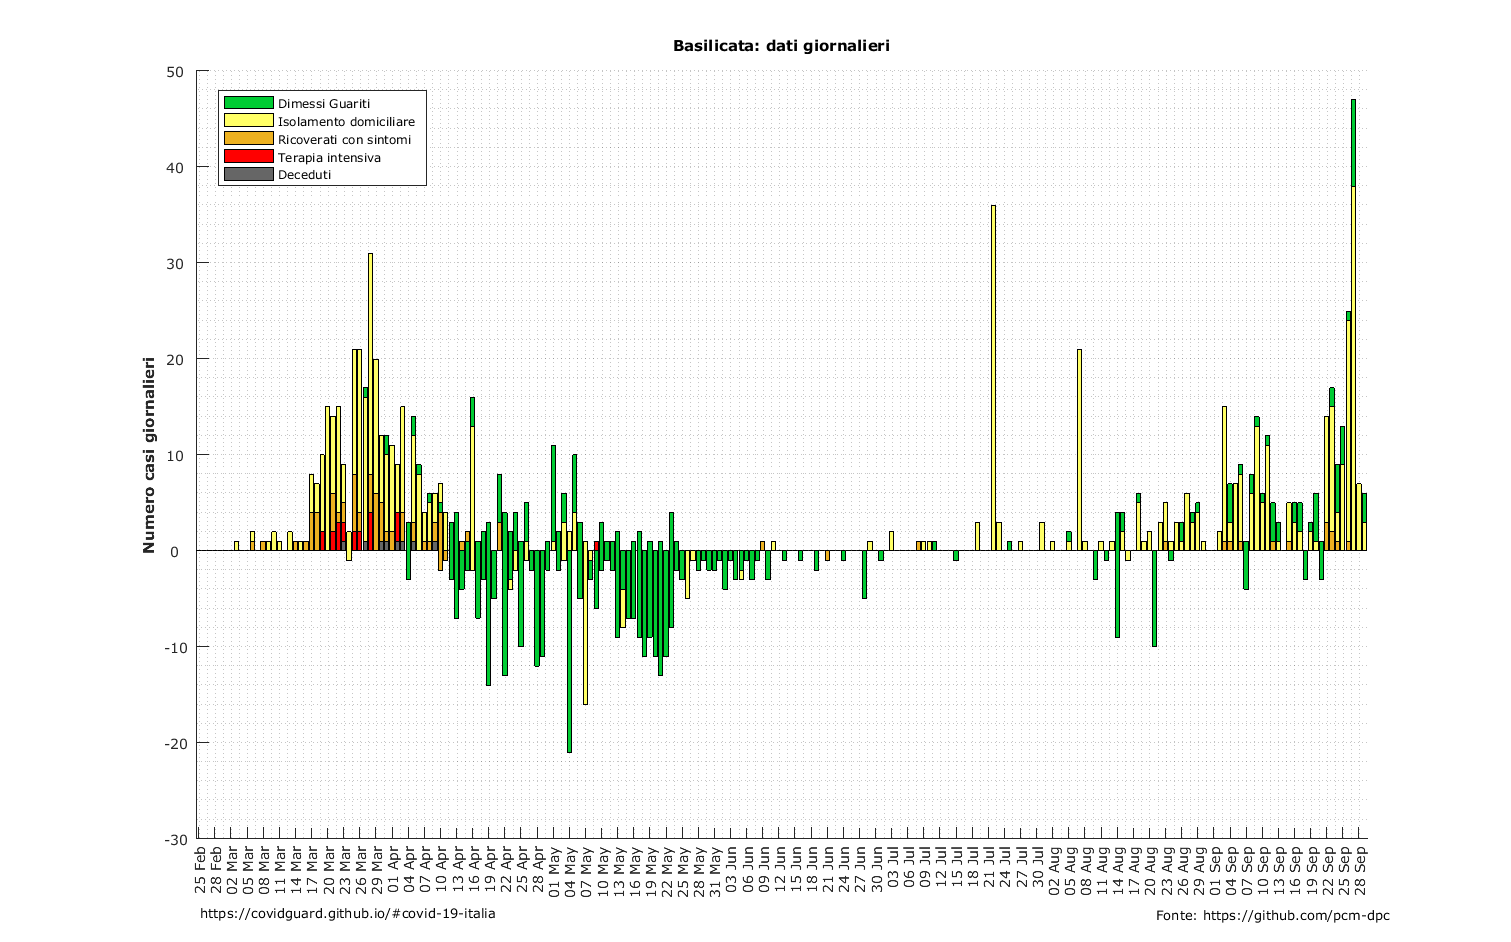 Basilicata: dati giornalieri
Dimessi Guariti
Isolamento domiciliare
Ricoverati con sintomi
Terapia intensiva
Deceduti
Numero casi giornalieri
50
40
30
20
10
0
-10
-20
-30
25 Feb
28 Feb
02 Mar
05 Mar
08 Mar
11 Mar
14 Mar
17 Mar
20 Mar
23 Mar
26 Mar
29 Mar
01 Apr
04 Apr
07 Apr
10 Apr
13 Apr
16 Apr
19 Apr
22 Apr
25 Apr
28 Apr
01 May
04 May
07 May
10 May
13 May
16 May
19 May
22 May
25 May
28 May
31 May
03 Jun
06 Jun
09 Jun
12 Jun
15 Jun
18 Jun
21 Jun
24 Jun
27 Jun
30 Jun
03 Jul
06 Jul
09 Jul
12 Jul
15 Jul
18 Jul
21 Jul
24 Jul
27 Jul
30 Jul
02 Aug
05 Aug
08 Aug
11 Aug
14 Aug
17 Aug
20 Aug
23 Aug
26 Aug
29 Aug
01 Sep
04 Sep
07 Sep
10 Sep
13 Sep
16 Sep
19 Sep
22 Sep
25 Sep
28 Sep
https://covidguard.github.io/#covid-19-italia
Fonte: https://github.com/pcm-dpc